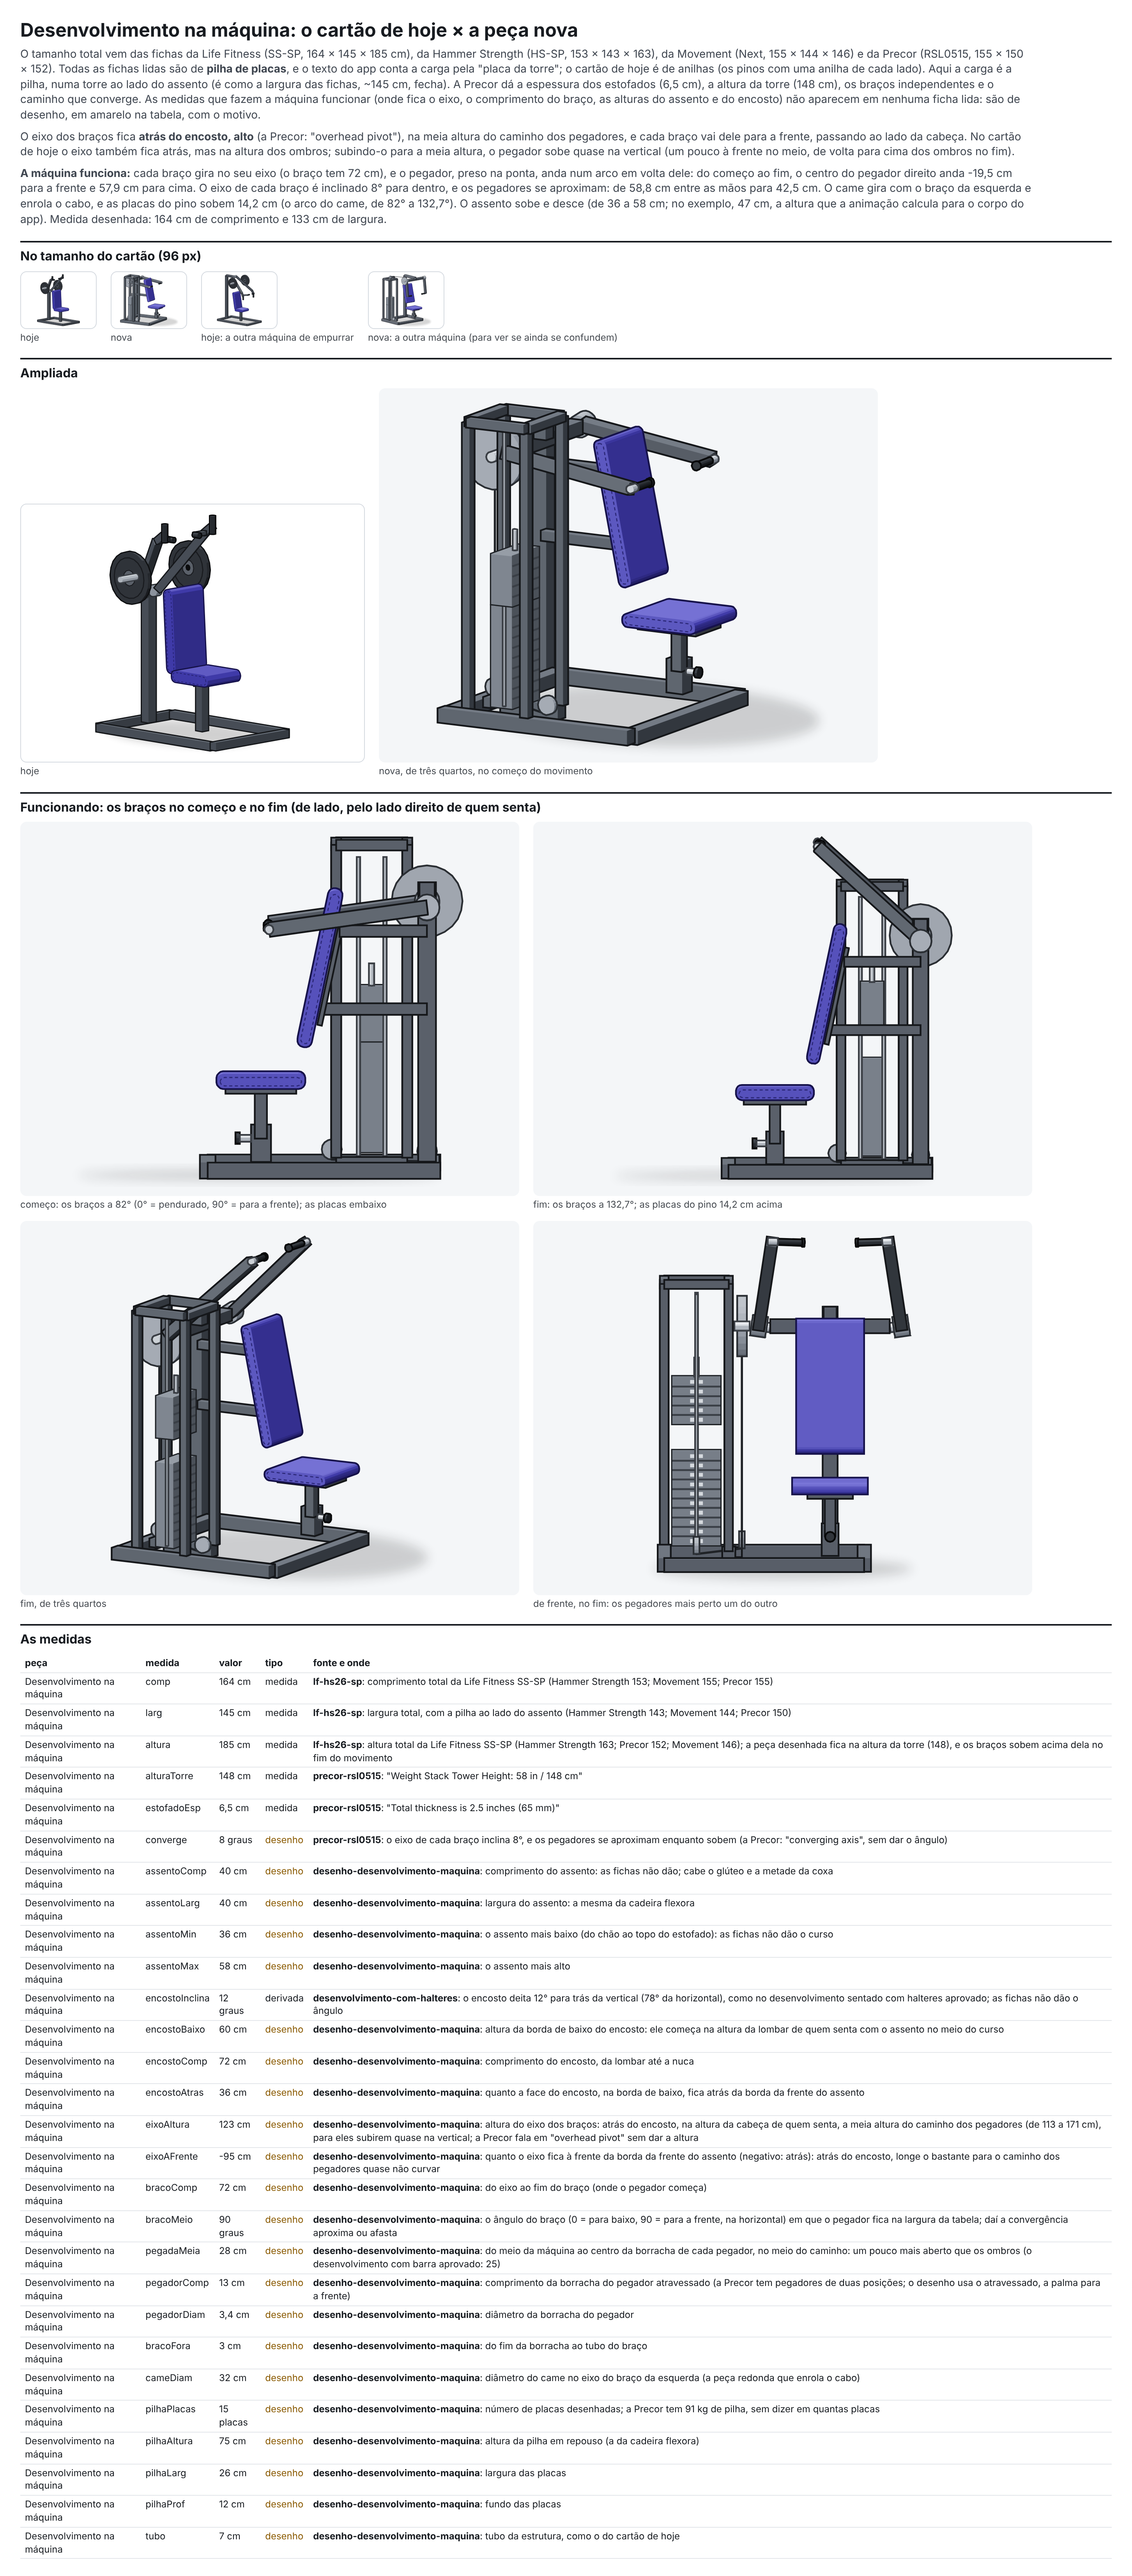 Desenvolvimento na máquina: o cartão de hoje × a peça nova
O tamanho total vem das fichas da Life Fitness (SS-SP, 164 × 145 × 185 cm), da Hammer Strength (HS-SP, 153 × 143 × 163), da Movement (Next, 155 × 144 × 146) e da Precor (RSL0515, 155 × 150
× 152). Todas as fichas lidas são de pilha de placas, e o texto do app conta a carga pela "placa da torre"; o cartão de hoje é de anilhas (os pinos com uma anilha de cada lado). Aqui a carga é a
pilha, numa torre ao lado do assento (é como a largura das fichas, ~145 cm, fecha). A Precor dá a espessura dos estofados (6,5 cm), a altura da torre (148 cm), os braços independentes e o
caminho que converge. As medidas que fazem a máquina funcionar (onde fica o eixo, o comprimento do braço, as alturas do assento e do encosto) não aparecem em nenhuma ficha lida: são de
desenho, em amarelo na tabela, com o motivo.
O eixo dos braços fica atrás do encosto, alto (a Precor: "overhead pivot"), na meia altura do caminho dos pegadores, e cada braço vai dele para a frente, passando ao lado da cabeça. No cartão
de hoje o eixo também fica atrás, mas na altura dos ombros; subindo-o para a meia altura, o pegador sobe quase na vertical (um pouco à frente no meio, de volta para cima dos ombros no fim).
A máquina funciona: cada braço gira no seu eixo (o braço tem 72 cm), e o pegador, preso na ponta, anda num arco em volta dele: do começo ao fim, o centro do pegador direito anda -19,5 cm
para a frente e 57,9 cm para cima. O eixo de cada braço é inclinado 8° para dentro, e os pegadores se aproximam: de 58,8 cm entre as mãos para 42,5 cm. O came gira com o braço da esquerda e
enrola o cabo, e as placas do pino sobem 14,2 cm (o arco do came, de 82° a 132,7°). O assento sobe e desce (de 36 a 58 cm; no exemplo, 47 cm, a altura que a animação calcula para o corpo do
app). Medida desenhada: 164 cm de comprimento e 133 cm de largura.
No tamanho do cartão (96 px)
hoje
nova
hoje: a outra máquina de empurrar
nova: a outra máquina (para ver se ainda se confundem)
Ampliada
hoje
nova, de três quartos, no começo do movimento
Funcionando: os braços no começo e no fim (de lado, pelo lado direito de quem senta)
começo: os braços a 82° (0° = pendurado, 90° = para a frente); as placas embaixo
fim: os braços a 132,7°; as placas do pino 14,2 cm acima
fim, de três quartos
de frente, no fim: os pegadores mais perto um do outro
As medidas
peça medida valor tipo fonte e onde
Desenvolvimento na máquina comp 164 cm medida lf-hs26-sp: comprimento total da Life Fitness SS-SP (Hammer Strength 153; Movement 155; Precor 155)
Desenvolvimento na máquina larg 145 cm medida lf-hs26-sp: largura total, com a pilha ao lado do assento (Hammer Strength 143; Movement 144; Precor 150)
Desenvolvimento na máquina altura 185 cm medida lf-hs26-sp: altura total da Life Fitness SS-SP (Hammer Strength 163; Precor 152; Movement 146); a peça desenhada fica na altura da torre (148), e os braços sobem acima dela no fim do movimento
Desenvolvimento na máquina alturaTorre 148 cm medida precor-rsl0515: "Weight Stack Tower Height: 58 in / 148 cm"
Desenvolvimento na máquina estofadoEsp 6,5 cm medida precor-rsl0515: "Total thickness is 2.5 inches (65 mm)"
Desenvolvimento na máquina converge 8 graus desenho precor-rsl0515: o eixo de cada braço inclina 8°, e os pegadores se aproximam enquanto sobem (a Precor: "converging axis", sem dar o ângulo)
Desenvolvimento na máquina assentoComp 40 cm desenho desenho-desenvolvimento-maquina: comprimento do assento: as fichas não dão; cabe o glúteo e a metade da coxa
Desenvolvimento na máquina assentoLarg 40 cm desenho desenho-desenvolvimento-maquina: largura do assento: a mesma da cadeira flexora
Desenvolvimento na máquina assentoMin 36 cm desenho desenho-desenvolvimento-maquina: o assento mais baixo (do chão ao topo do estofado): as fichas não dão o curso
Desenvolvimento na máquina assentoMax 58 cm desenho desenho-desenvolvimento-maquina: o assento mais alto
Desenvolvimento na máquina encostoInclina 12 graus derivada desenvolvimento-com-halteres: o encosto deita 12° para trás da vertical (78° da horizontal), como no desenvolvimento sentado com halteres aprovado; as fichas não dão o ângulo
Desenvolvimento na máquina encostoBaixo 60 cm desenho desenho-desenvolvimento-maquina: altura da borda de baixo do encosto: ele começa na altura da lombar de quem senta com o assento no meio do curso
Desenvolvimento na máquina encostoComp 72 cm desenho desenho-desenvolvimento-maquina: comprimento do encosto, da lombar até a nuca
Desenvolvimento na máquina encostoAtras 36 cm desenho desenho-desenvolvimento-maquina: quanto a face do encosto, na borda de baixo, fica atrás da borda da frente do assento
Desenvolvimento na máquina eixoAltura 123 cm desenho desenho-desenvolvimento-maquina: altura do eixo dos braços: atrás do encosto, na altura da cabeça de quem senta, a meia altura do caminho dos pegadores (de 113 a 171 cm), para eles subirem quase na vertical; a Precor fala em "overhead pivot" sem dar a altura
Desenvolvimento na máquina eixoAFrente -95 cm desenho desenho-desenvolvimento-maquina: quanto o eixo fica à frente da borda da frente do assento (negativo: atrás): atrás do encosto, longe o bastante para o caminho dos pegadores quase não curvar
Desenvolvimento na máquina bracoComp 72 cm desenho desenho-desenvolvimento-maquina: do eixo ao fim do braço (onde o pegador começa)
Desenvolvimento na máquina bracoMeio 90 graus desenho desenho-desenvolvimento-maquina: o ângulo do braço (0 = para baixo, 90 = para a frente, na horizontal) em que o pegador fica na largura da tabela; daí a convergência aproxima ou afasta
Desenvolvimento na máquina pegadaMeia 28 cm desenho desenho-desenvolvimento-maquina: do meio da máquina ao centro da borracha de cada pegador, no meio do caminho: um pouco mais aberto que os ombros (o desenvolvimento com barra aprovado: 25)
Desenvolvimento na máquina pegadorComp 13 cm desenho desenho-desenvolvimento-maquina: comprimento da borracha do pegador atravessado (a Precor tem pegadores de duas posições; o desenho usa o atravessado, a palma para a frente)
Desenvolvimento na máquina pegadorDiam 3,4 cm desenho desenho-desenvolvimento-maquina: diâmetro da borracha do pegador
Desenvolvimento na máquina bracoFora 3 cm desenho desenho-desenvolvimento-maquina: do fim da borracha ao tubo do braço
Desenvolvimento na máquina cameDiam 32 cm desenho desenho-desenvolvimento-maquina: diâmetro do came no eixo do braço da esquerda (a peça redonda que enrola o cabo)
Desenvolvimento na máquina pilhaPlacas 15 placas desenho desenho-desenvolvimento-maquina: número de placas desenhadas; a Precor tem 91 kg de pilha, sem dizer em quantas placas
Desenvolvimento na máquina pilhaAltura 75 cm desenho desenho-desenvolvimento-maquina: altura da pilha em repouso (a da cadeira flexora)
Desenvolvimento na máquina pilhaLarg 26 cm desenho desenho-desenvolvimento-maquina: largura das placas
Desenvolvimento na máquina pilhaProf 12 cm desenho desenho-desenvolvimento-maquina: fundo das placas
Desenvolvimento na máquina tubo 7 cm desenho desenho-desenvolvimento-maquina: tubo da estrutura, como o do cartão de hoje